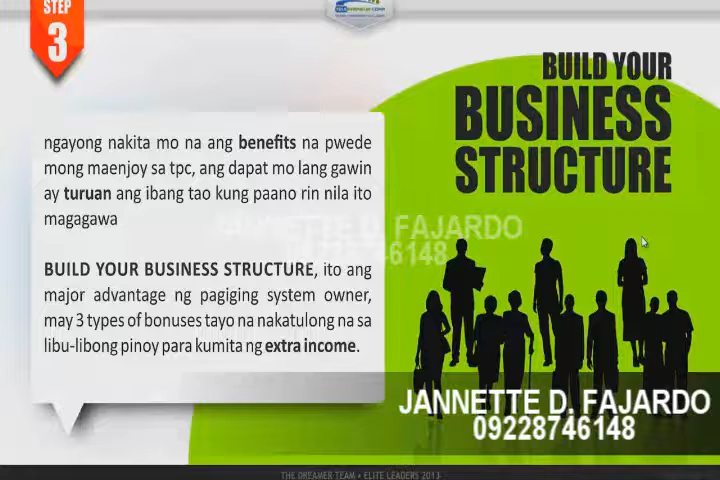 STEP
3
BUILD YOUR
BUSINESS
STRUCTURE
ngayong nakita mo na ang benefits na pwede
mong maenjoy sa tpc, ang dapat mo lang gawin
ay turuan ang ibang tao kung paano rin nila ito
magagawa
BUILD YOUR BUSINESS STRUCTURE, ito ang
major advantage ng pagiging system owner,
may 3 types of bonuses tayo na nakatulong na sa
libu-libong pinoy para kumita ng extra income.
JANNETTE D. FAJARDO
09228746148
JANNETTE D. FAJARDO
09228746148
THE DREAMER TEAM • ELITE LEADERS 2013